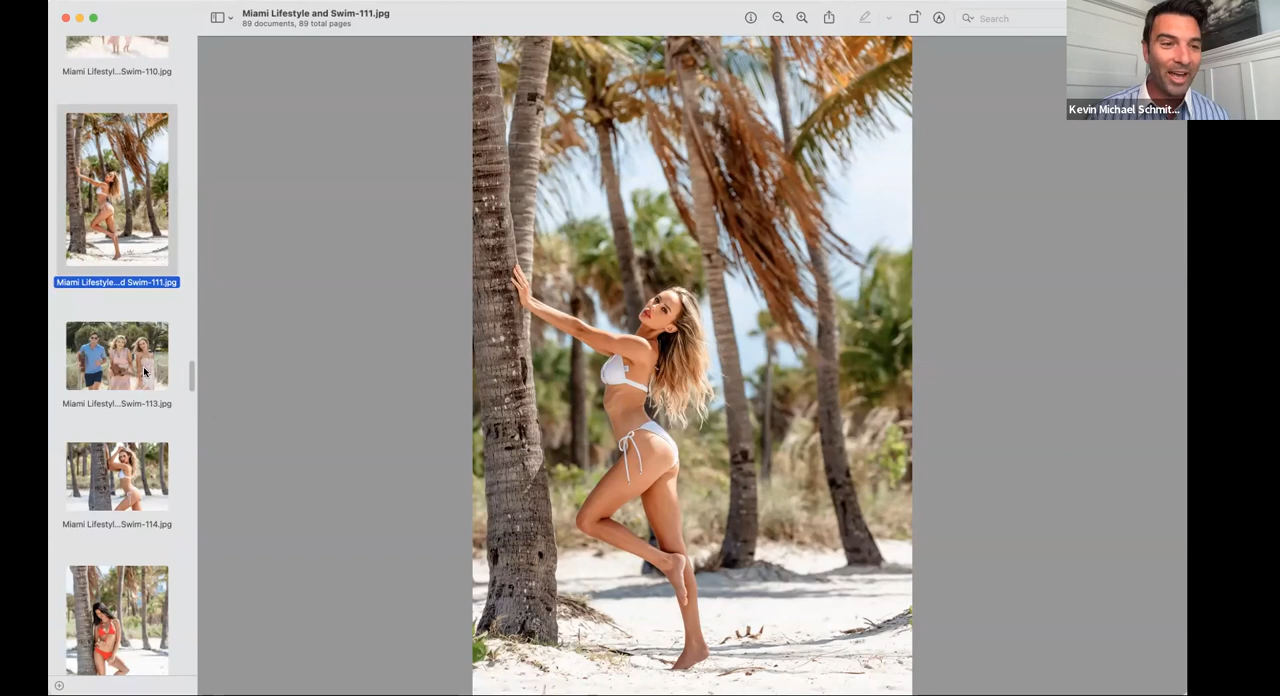 Miami Lifestyle and Swim-111.jpg
89 documents, 89 total pages
Search
Kevin Michael Schmit...
Miami Lifestyl...Swim-110.jpg
Miami Lifestyle...d Swim-111.jpg
Miami Lifestyl...Swim-113.jpg
Miami Lifestyl...Swim-114.jpg